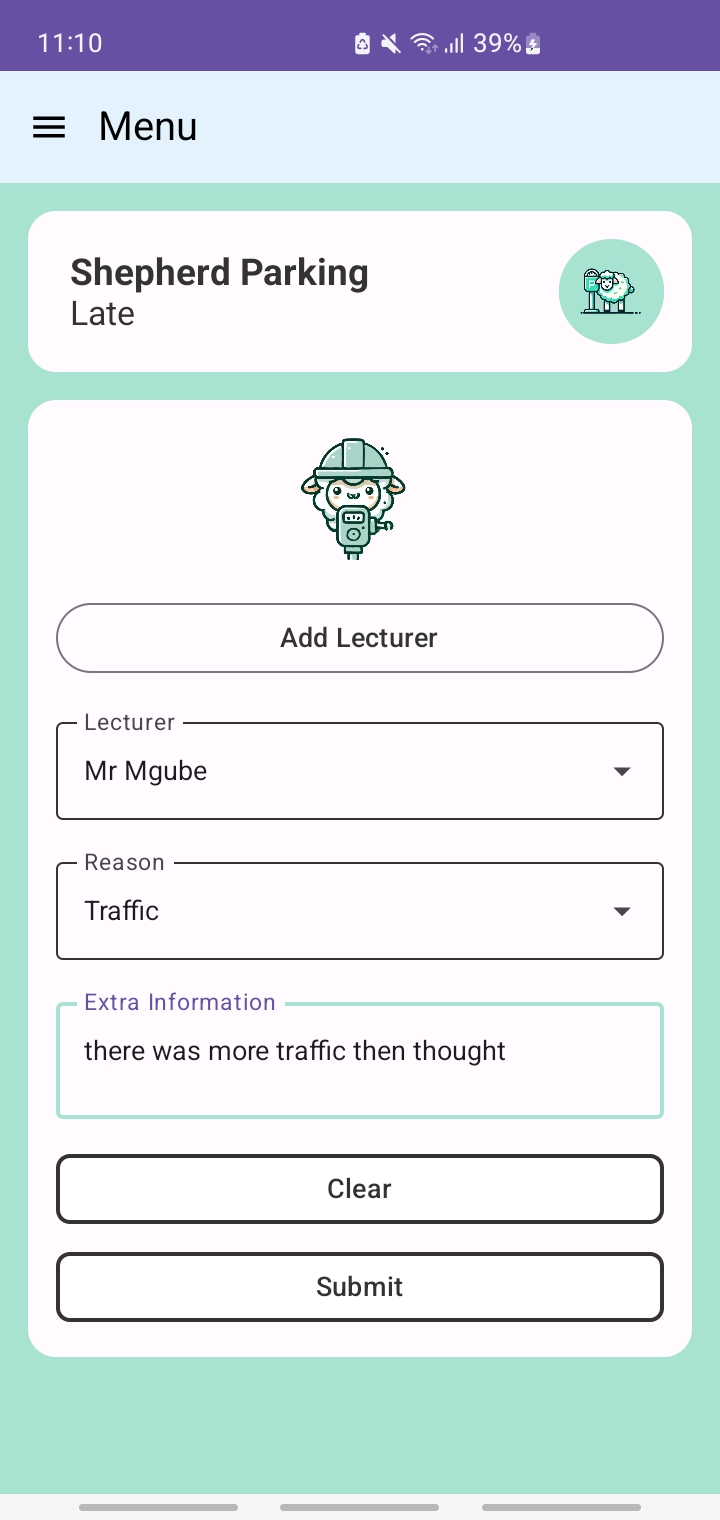 11:10
39%
Menu
Shepherd Parking
Late
Add Lecturer
Lecturer
Mr Mgube
Reason
Traffic
Extra Information
there was more traffic then thought
Clear
Submit